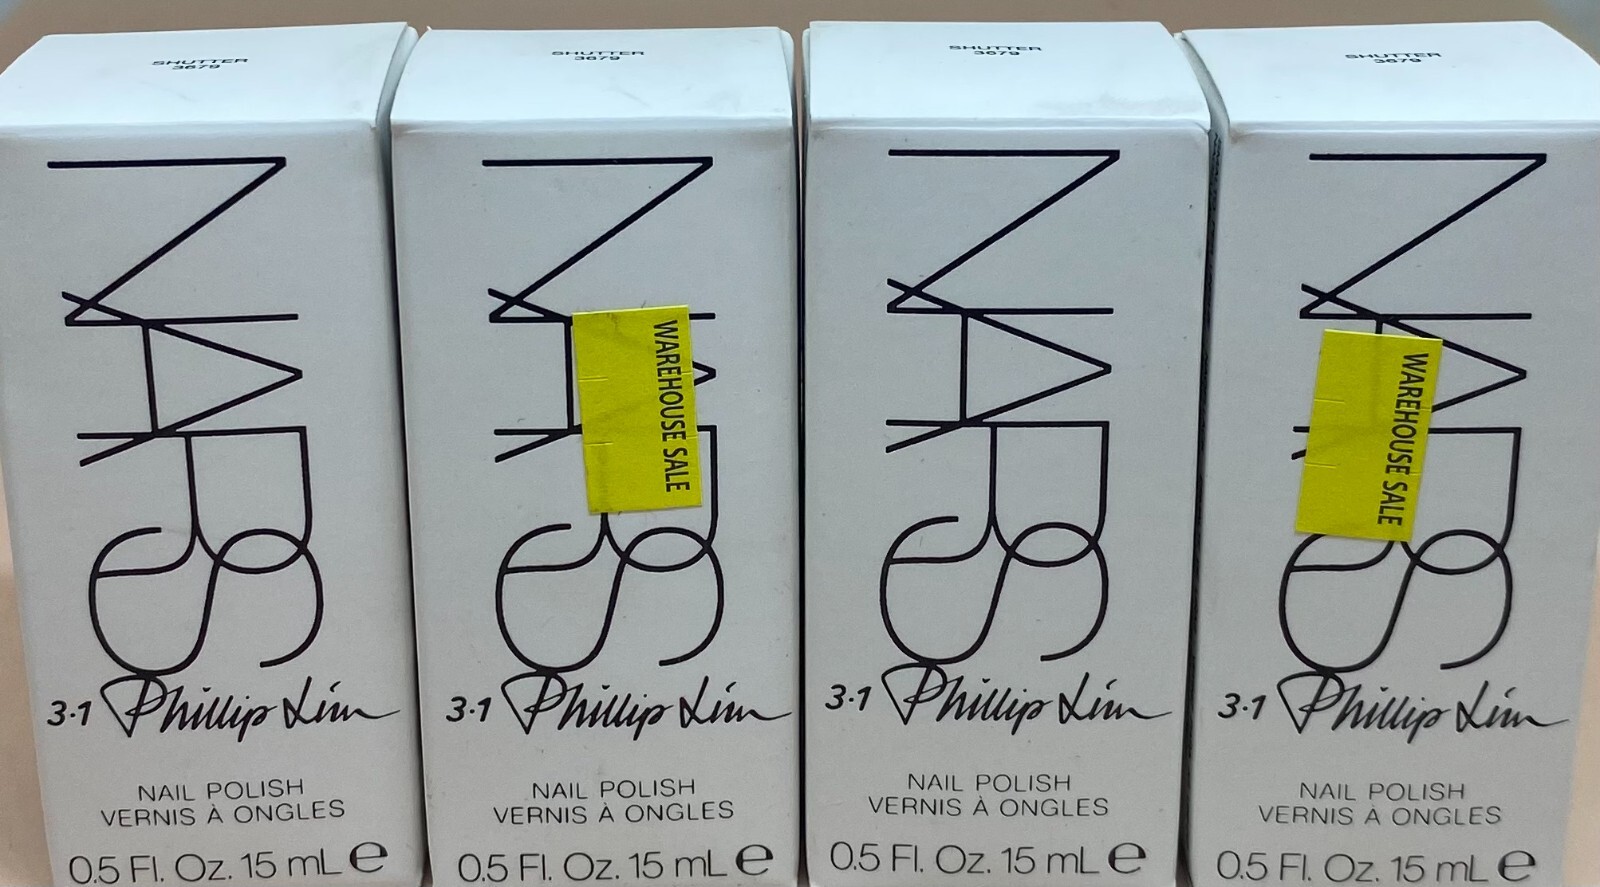 SHUTTER
3679
NARS
3.1 Phillip Lim
NAIL POLISH
VERNIS À ONGLES
0.5 Fl. Oz. 15 mL e
SHUTTER
3679
NARS
WAREHOUSE SALE
3.1 Phillip Lim
NAIL POLISH
VERNIS À ONGLES
0.5 Fl. Oz. 15 mL e
SHUTTER
3679
NARS
3.1 Phillip Lim
NAIL POLISH
VERNIS À ONGLES
0.5 Fl. Oz. 15 mL e
SHUTTER
3679
NARS
WAREHOUSE SALE
3.1 Phillip Lim
NAIL POLISH
VERNIS À ONGLES
0.5 Fl. Oz. 15 mL e